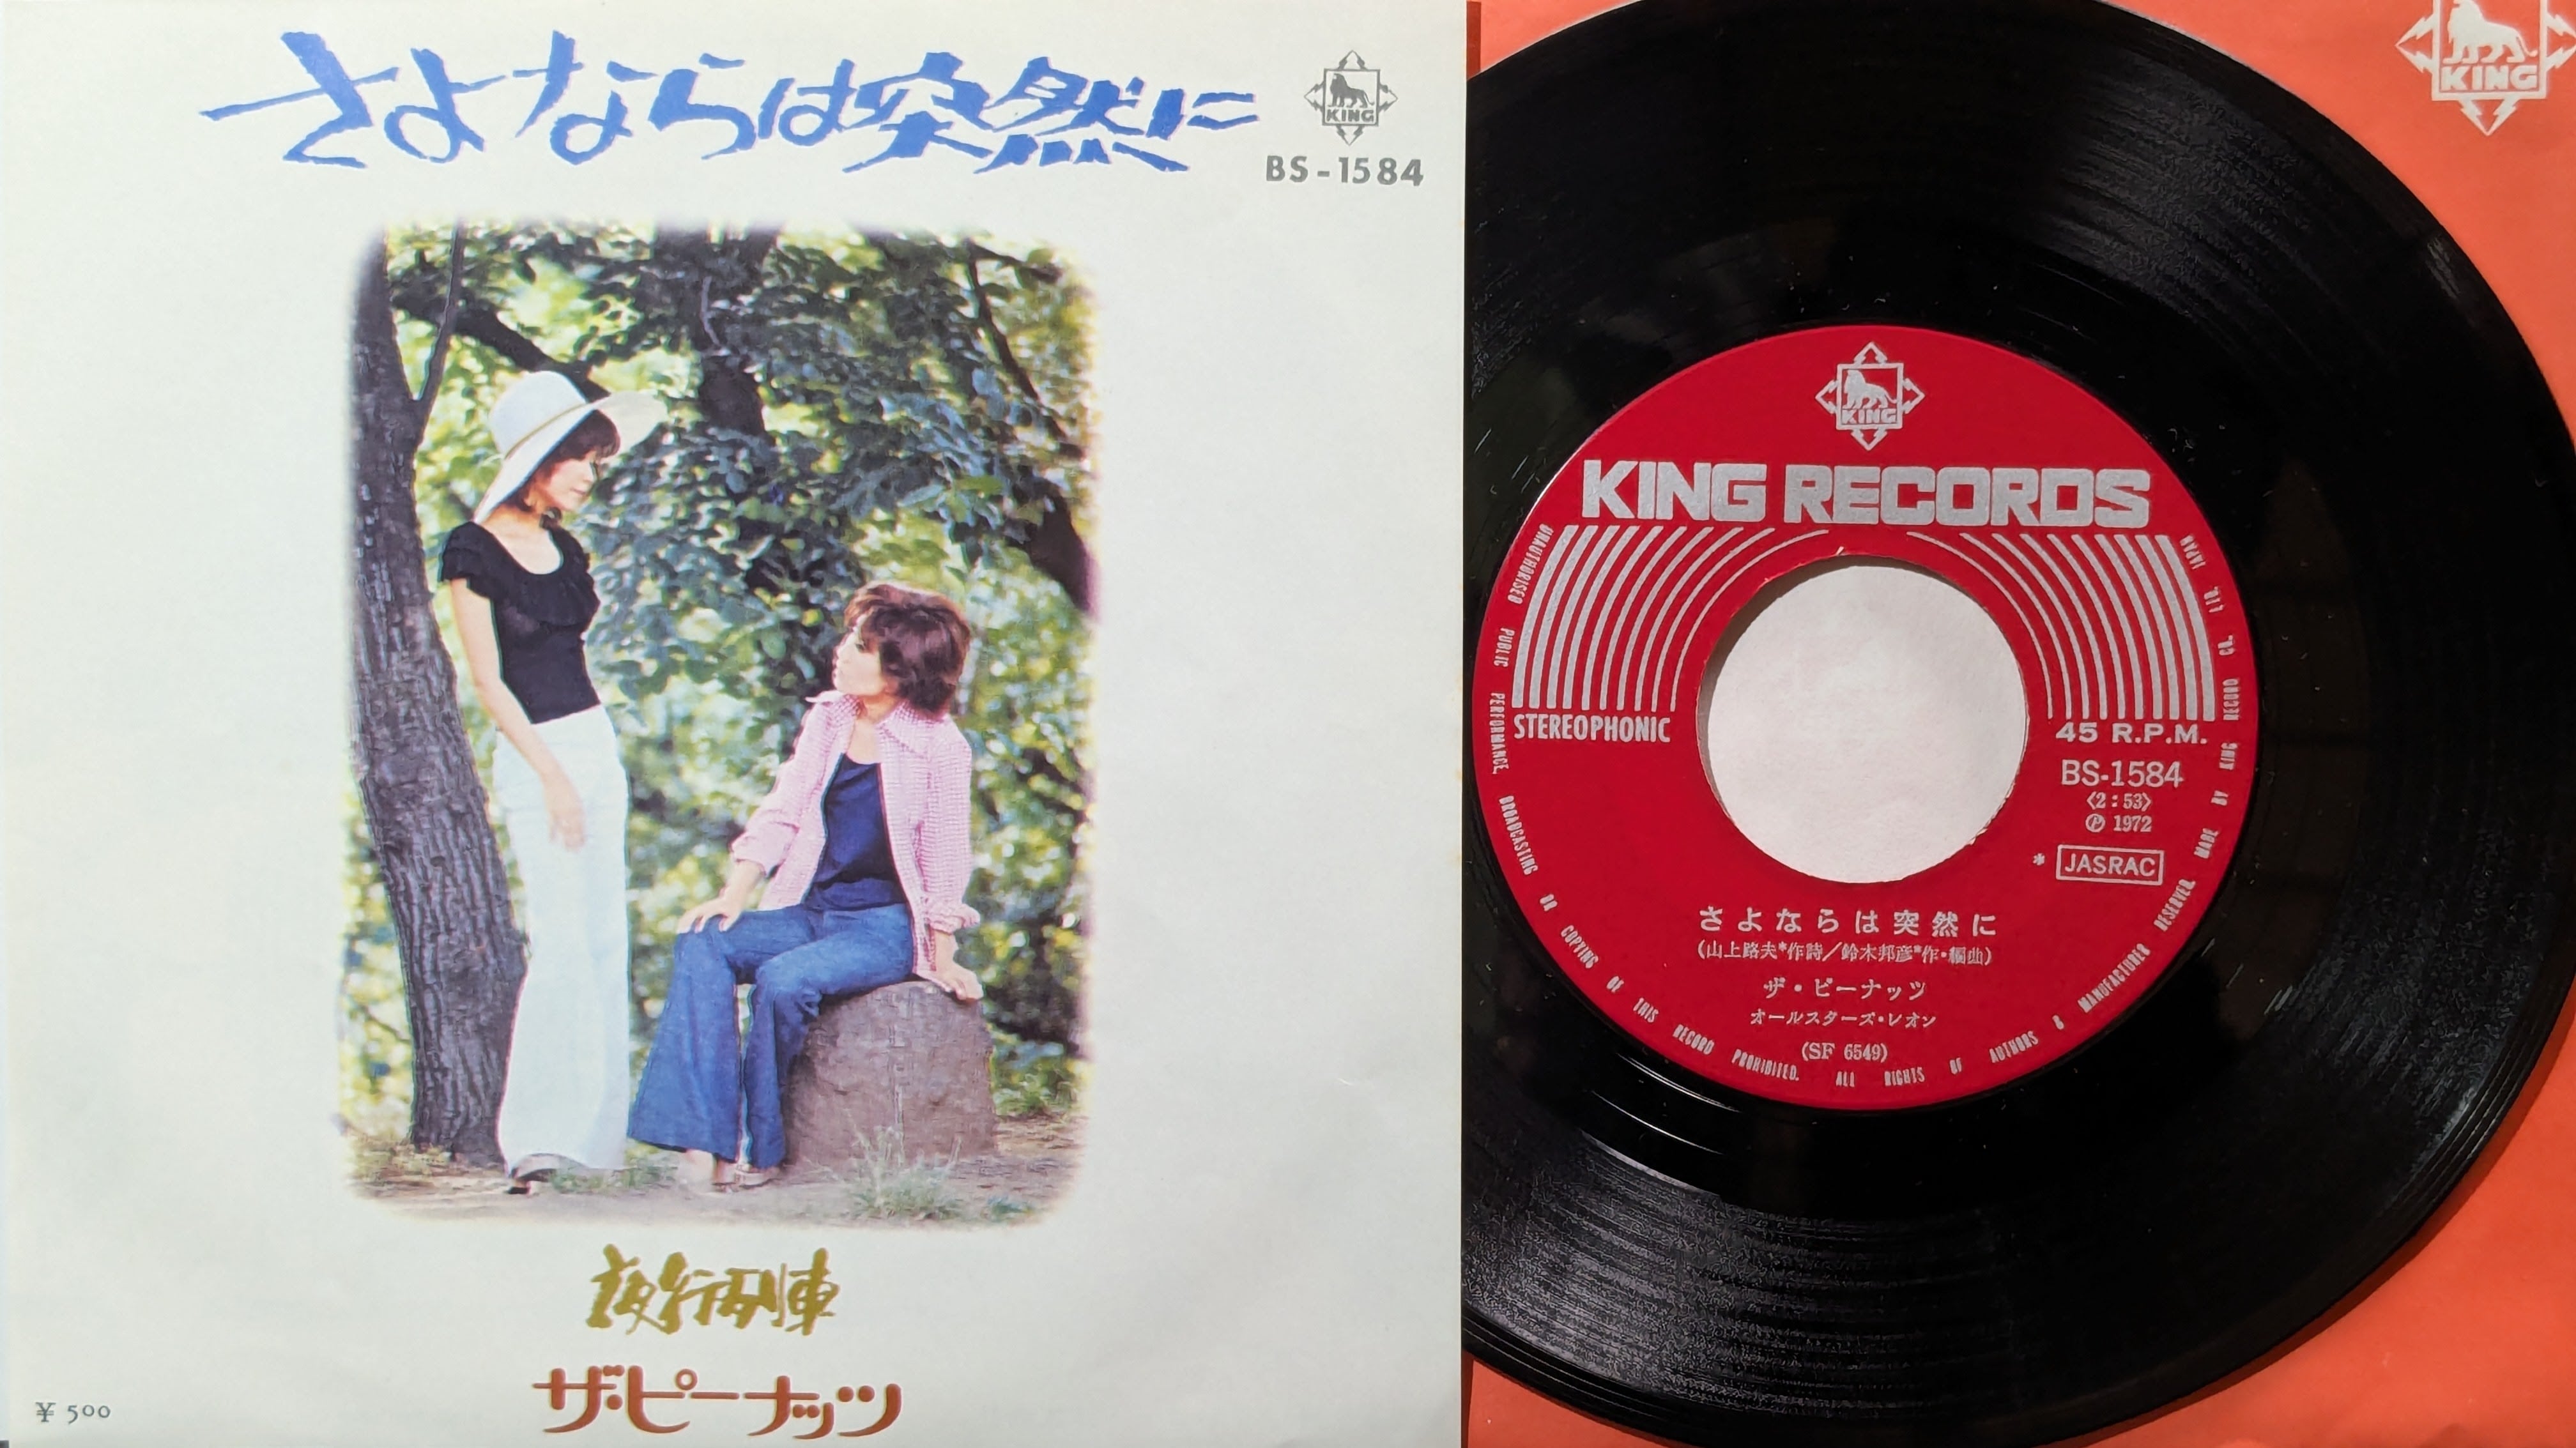 さよならは突然に
KING
BS-1584
夜行列車
ザ・ピーナッツ
¥ 500
KING
KING
KING RECORDS
STEREOPHONIC
45 R.P.M.
BS-1584
〈2:53〉
Ⓟ 1972
* JASRAC
さよならは突然に
(山上路夫*作詩/鈴木邦彦*作・編曲)
ザ・ピーナッツ
オールスターズ・レオン
(SF 6549)
UNAUTHORISED PUBLIC PERFORMANCE, BROADCASTING OR COPYING OF THIS RECORD PROHIBITED. ALL RIGHTS OF AUTHORS & MANUFACTURER RESERVED. MADE BY KING RECORD CO., LTD. JAPAN